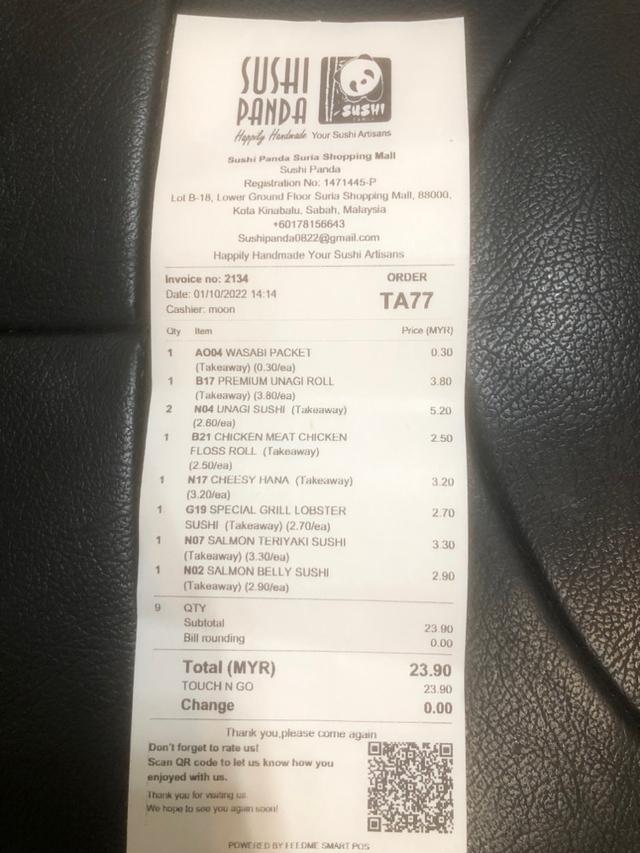 SUSHI
PANDA
SUSHI
Happily Handmade Your Sushi Artisans
Sushi Panda Suria Shopping Mall
Sushi Panda
Registration No: 1471445-P
Lot B-18, Lower Ground Floor Suria Shopping Mall, 88000,
Kota Kinabalu, Sabah, Malaysia
+60178156643
Sushipanda0822@gmail.com
Happily Handmade Your Sushi Artisans
Invoice no: 2134 ORDER
Date: 01/10/2022 14:14 TA77
Cashier: moon
Qty Item Price (MYR)
1 AO04 WASABI PACKET 0.30
(Takeaway) (0.30/ea)
1 B17 PREMIUM UNAGI ROLL 3.80
(Takeaway) (3.80/ea)
2 N04 UNAGI SUSHI (Takeaway) 5.20
(2.60/ea)
1 B21 CHICKEN MEAT CHICKEN 2.50
FLOSS ROLL (Takeaway)
(2.50/ea)
1 N17 CHEESY HANA (Takeaway) 3.20
(3.20/ea)
1 G19 SPECIAL GRILL LOBSTER 2.70
SUSHI (Takeaway) (2.70/ea)
1 N07 SALMON TERIYAKI SUSHI 3.30
(Takeaway) (3.30/ea)
1 N02 SALMON BELLY SUSHI 2.90
(Takeaway) (2.90/ea)
9 QTY
Subtotal 23.90
Bill rounding 0.00
Total (MYR) 23.90
TOUCH N GO 23.90
Change 0.00
Thank you,please come again
Don't forget to rate us!
Scan QR code to let us know how you
enjoyed with us.
Thank you for visiting us.
We hope to see you again soon!
POWERED BY FEEDME SMART POS